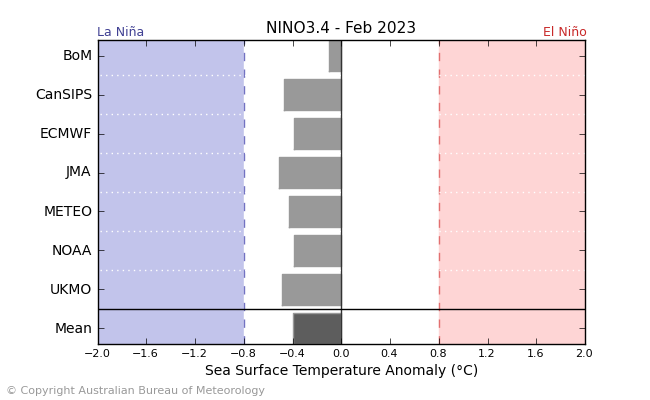 NINO3.4 - Feb 2023
La Niña
El Niño
BoM
CanSIPS
ECMWF
JMA
METEO
NOAA
UKMO
Mean
−2.0 −1.6 −1.2 −0.8 −0.4 0.0 0.4 0.8 1.2 1.6 2.0
Sea Surface Temperature Anomaly (°C)
© Copyright Australian Bureau of Meteorology